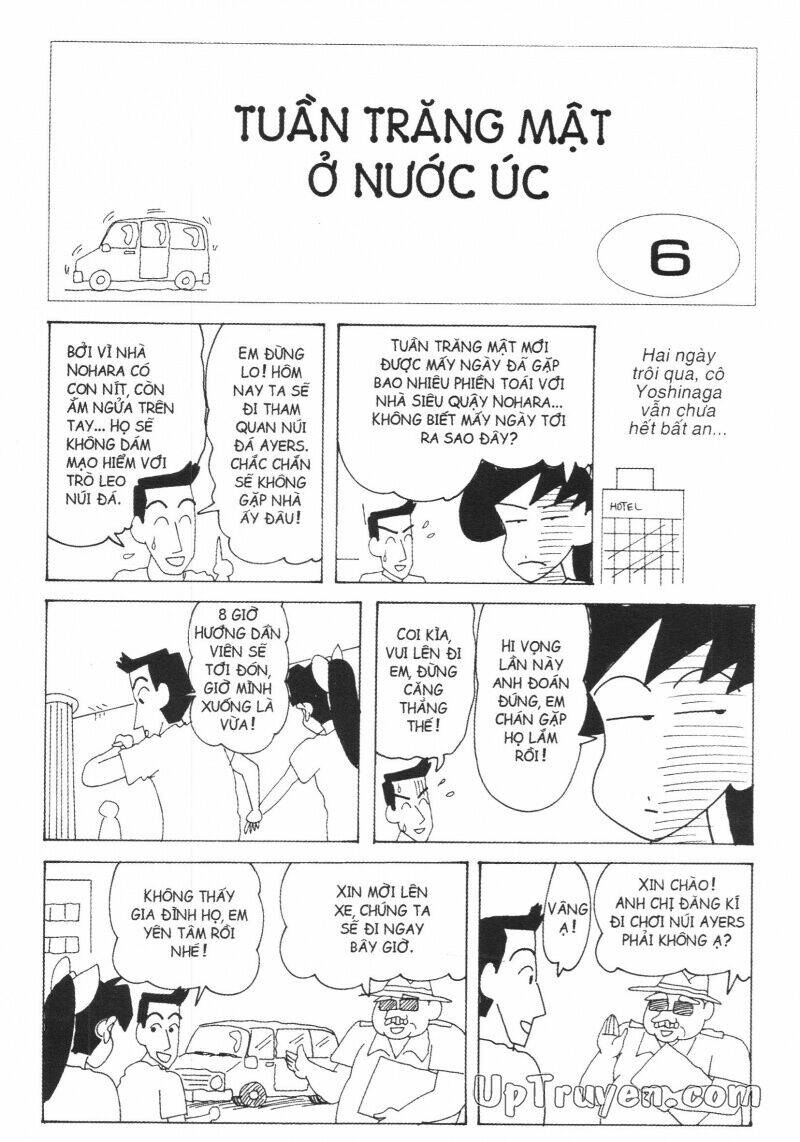 TUẦN TRĂNG MẬT
Ở NƯỚC ÚC
6
Hai ngày
trôi qua, cô
Yoshinaga
vẫn chưa
hết bất an...
HOTEL
TUẦN TRĂNG MẬT MỚI
ĐƯỢC MẤY NGÀY ĐÃ GẶP
BAO NHIÊU PHIỀN TOÁI VỚI
NHÀ SIÊU QUẬY NOHARA...
KHÔNG BIẾT MẤY NGÀY TỚI
RA SAO ĐÂY?
EM ĐỪNG
LO! HÔM
NAY TA SẼ
ĐI THAM
QUAN NÚI
ĐÁ AYERS.
CHẮC CHẮN
SẼ KHÔNG
GẶP NHÀ
ẤY ĐÂU!
BỞI VÌ NHÀ
NOHARA CÓ
CON NÍT, CÒN
ẴM NGỬA TRÊN
TAY... HỌ SẼ
KHÔNG DÁM
MẠO HIỂM VỚI
TRÒ LEO
NÚI ĐÁ.
HI VỌNG
LẦN NÀY
ANH ĐOÁN
ĐÚNG, EM
CHÁN GẶP
HỌ LẮM
RỒI!
COI KÌA,
VUI LÊN ĐI
EM, ĐỪNG
CĂNG
THẲNG
THẾ!
8 GIỜ
HƯỚNG DẪN
VIÊN SẼ
TỚI ĐÓN,
GIỜ MÌNH
XUỐNG LÀ
VỪA!
XIN CHÀO!
ANH CHỊ ĐĂNG KÍ
ĐI CHƠI NÚI AYERS
PHẢI KHÔNG Ạ?
VÂNG
Ạ!
XIN MỜI LÊN
XE, CHÚNG TA
SẼ ĐI NGAY
BÂY GIỜ.
KHÔNG THẤY
GIA ĐÌNH HỌ, EM
YÊN TÂM RỒI
NHÉ!
UpTruyen.com